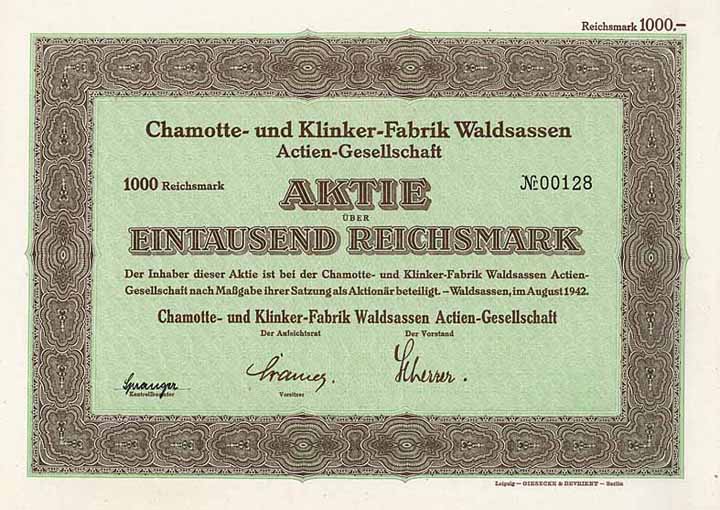 Reichsmark 1000.–
Chamotte- und Klinker-Fabrik Waldsassen
Actien-Gesellschaft
1000 Reichsmark AKTIE № 00128
ÜBER
EINTAUSEND REICHSMARK
Der Inhaber dieser Aktie ist bei der Chamotte- und Klinker-Fabrik Waldsassen Actien-
Gesellschaft nach Maßgabe ihrer Satzung als Aktionär beteiligt. – Waldsassen, im August 1942.
Chamotte- und Klinker-Fabrik Waldsassen Actien-Gesellschaft
Der Aufsichtsrat Der Vorstand
Spranger Scherrer.
Kontrollbeamter Vorsitzer
Leipzig – GIESECKE & DEVRIENT – Berlin